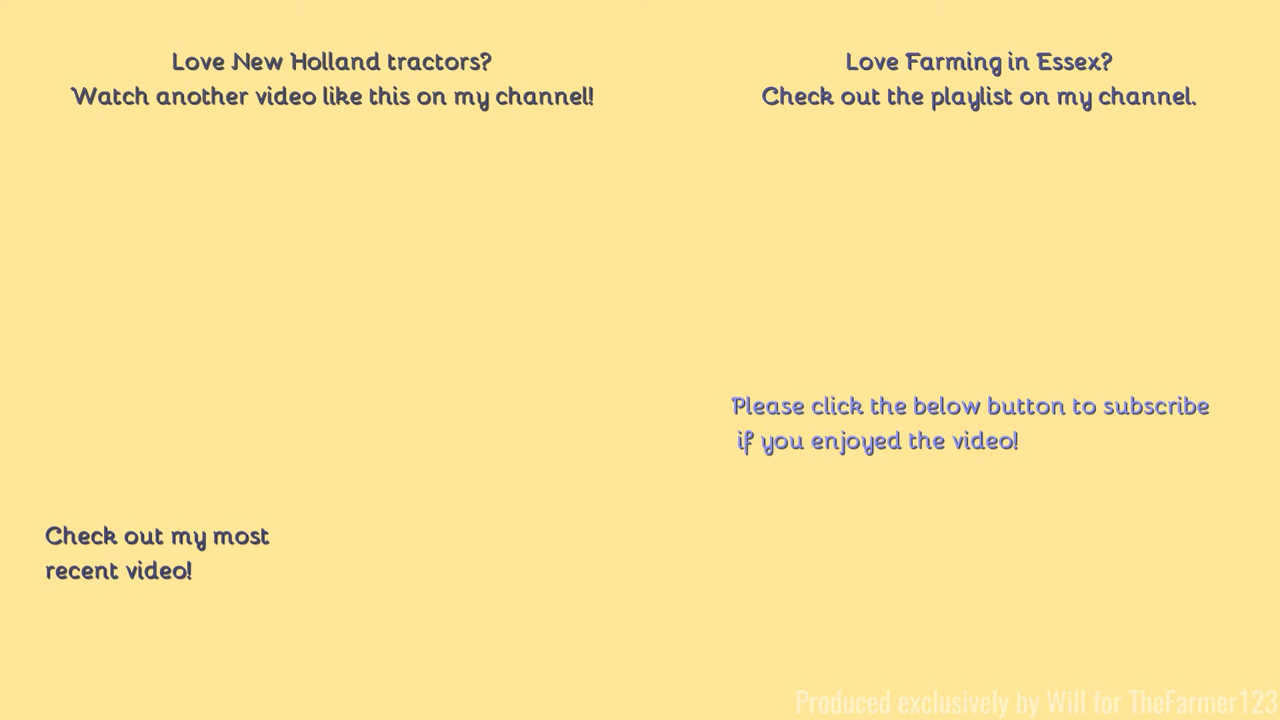 Love New Holland tractors?
Watch another video like this on my channel!
Love Farming in Essex?
Check out the playlist on my channel.
Please click the below button to subscribe
if you enjoyed the video!
Check out my most
recent video!
Produced exclusively by Will for TheFarmer123